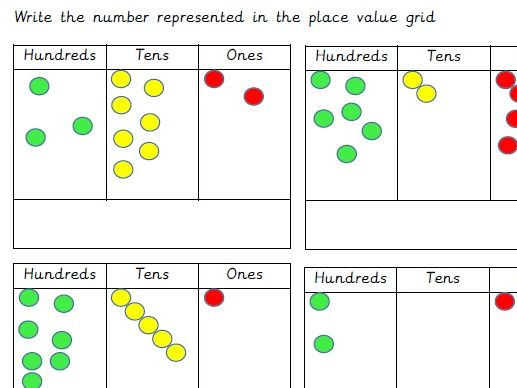 Write the number represented in the place value grid
Hundreds Tens Ones
Hundreds Tens
Hundreds Tens Ones
Hundreds Tens